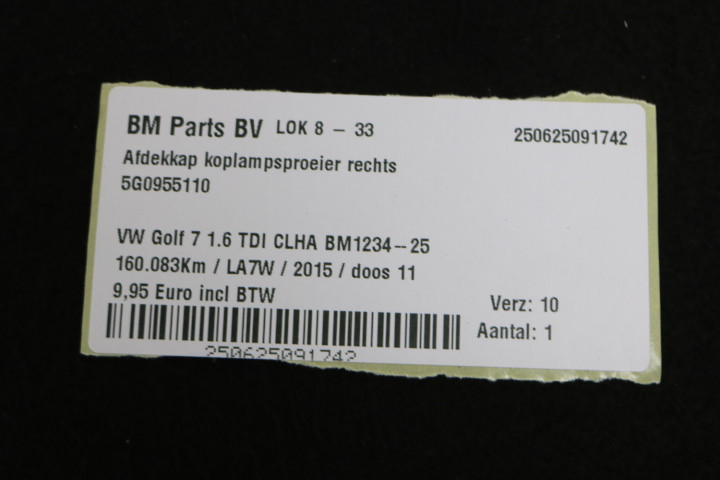 BM Parts BV LOK 8 - 33 250625091742
Afdekkap koplampsproeier rechts
5G0955110
VW Golf 7 1.6 TDI CLHA BM1234-25
160.083Km / LA7W / 2015 / doos 11
9,95 Euro incl BTW
Verz: 10
Aantal: 1
250625091742